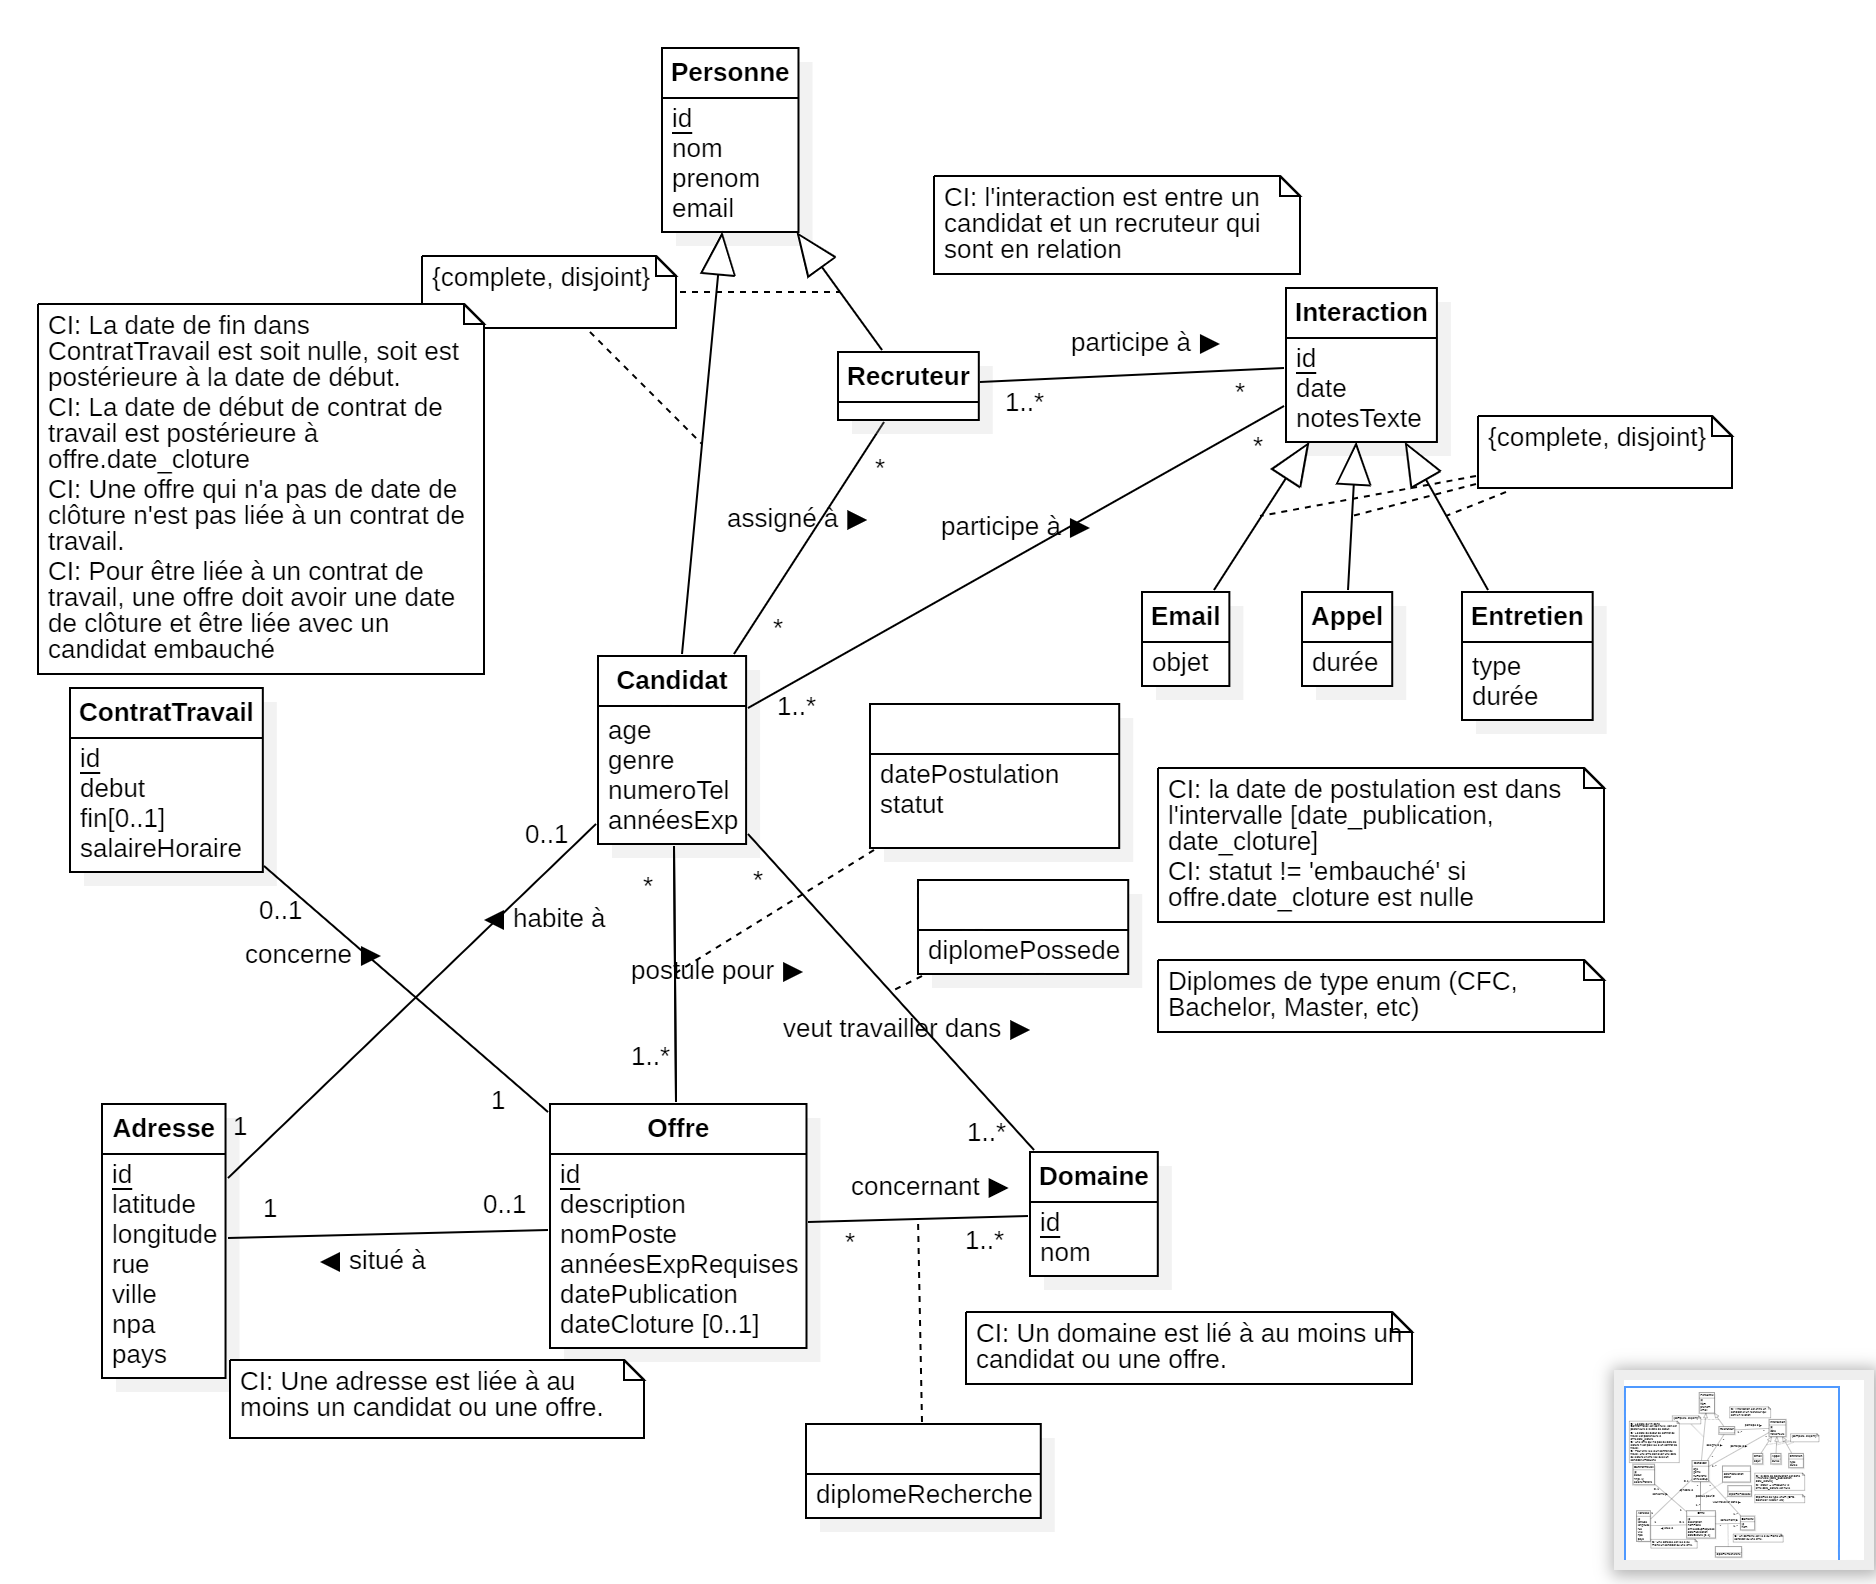 Personne
id
nom
prenom
email
CI: l'interaction est entre un
candidat et un recruteur qui
sont en relation
{complete, disjoint}
CI: La date de fin dans
ContratTravail est soit nulle, soit est
postérieure à la date de début.
CI: La date de début de contrat de
travail est postérieure à
offre.date_cloture
CI: Une offre qui n'a pas de date de
clôture n'est pas liée à un contrat de
travail.
CI: Pour être liée à un contrat de
travail, une offre doit avoir une date
de clôture et être liée avec un
candidat embauché
Recruteur
participe à ▶
1..*
*
Interaction
id
date
notesTexte
{complete, disjoint}
*
*
assigné à ▶
participe à ▶
*
1..*
Email
objet
Appel
durée
Entretien
type
durée
Candidat
age
genre
numeroTel
annéesExp
ContratTravail
id
debut
fin[0..1]
salaireHoraire
datePostulation
statut
CI: la date de postulation est dans
l'intervalle [date_publication,
date_cloture]
CI: statut != 'embauché' si
offre.date_cloture est nulle
0..1
*
*
0..1
◀ habite à
concerne ▶
diplomePossede
postule pour ▶
Diplomes de type enum (CFC,
Bachelor, Master, etc)
veut travailler dans ▶
1..*
1
1
1..*
Adresse
id
latitude
longitude
rue
ville
npa
pays
1
0..1
◀ situé à
Offre
id
description
nomPoste
annéesExpRequises
datePublication
dateCloture [0..1]
concernant ▶
*
1..*
Domaine
id
nom
CI: Un domaine est lié à au moins un
candidat ou une offre.
CI: Une adresse est liée à au
moins un candidat ou une offre.
diplomeRecherche